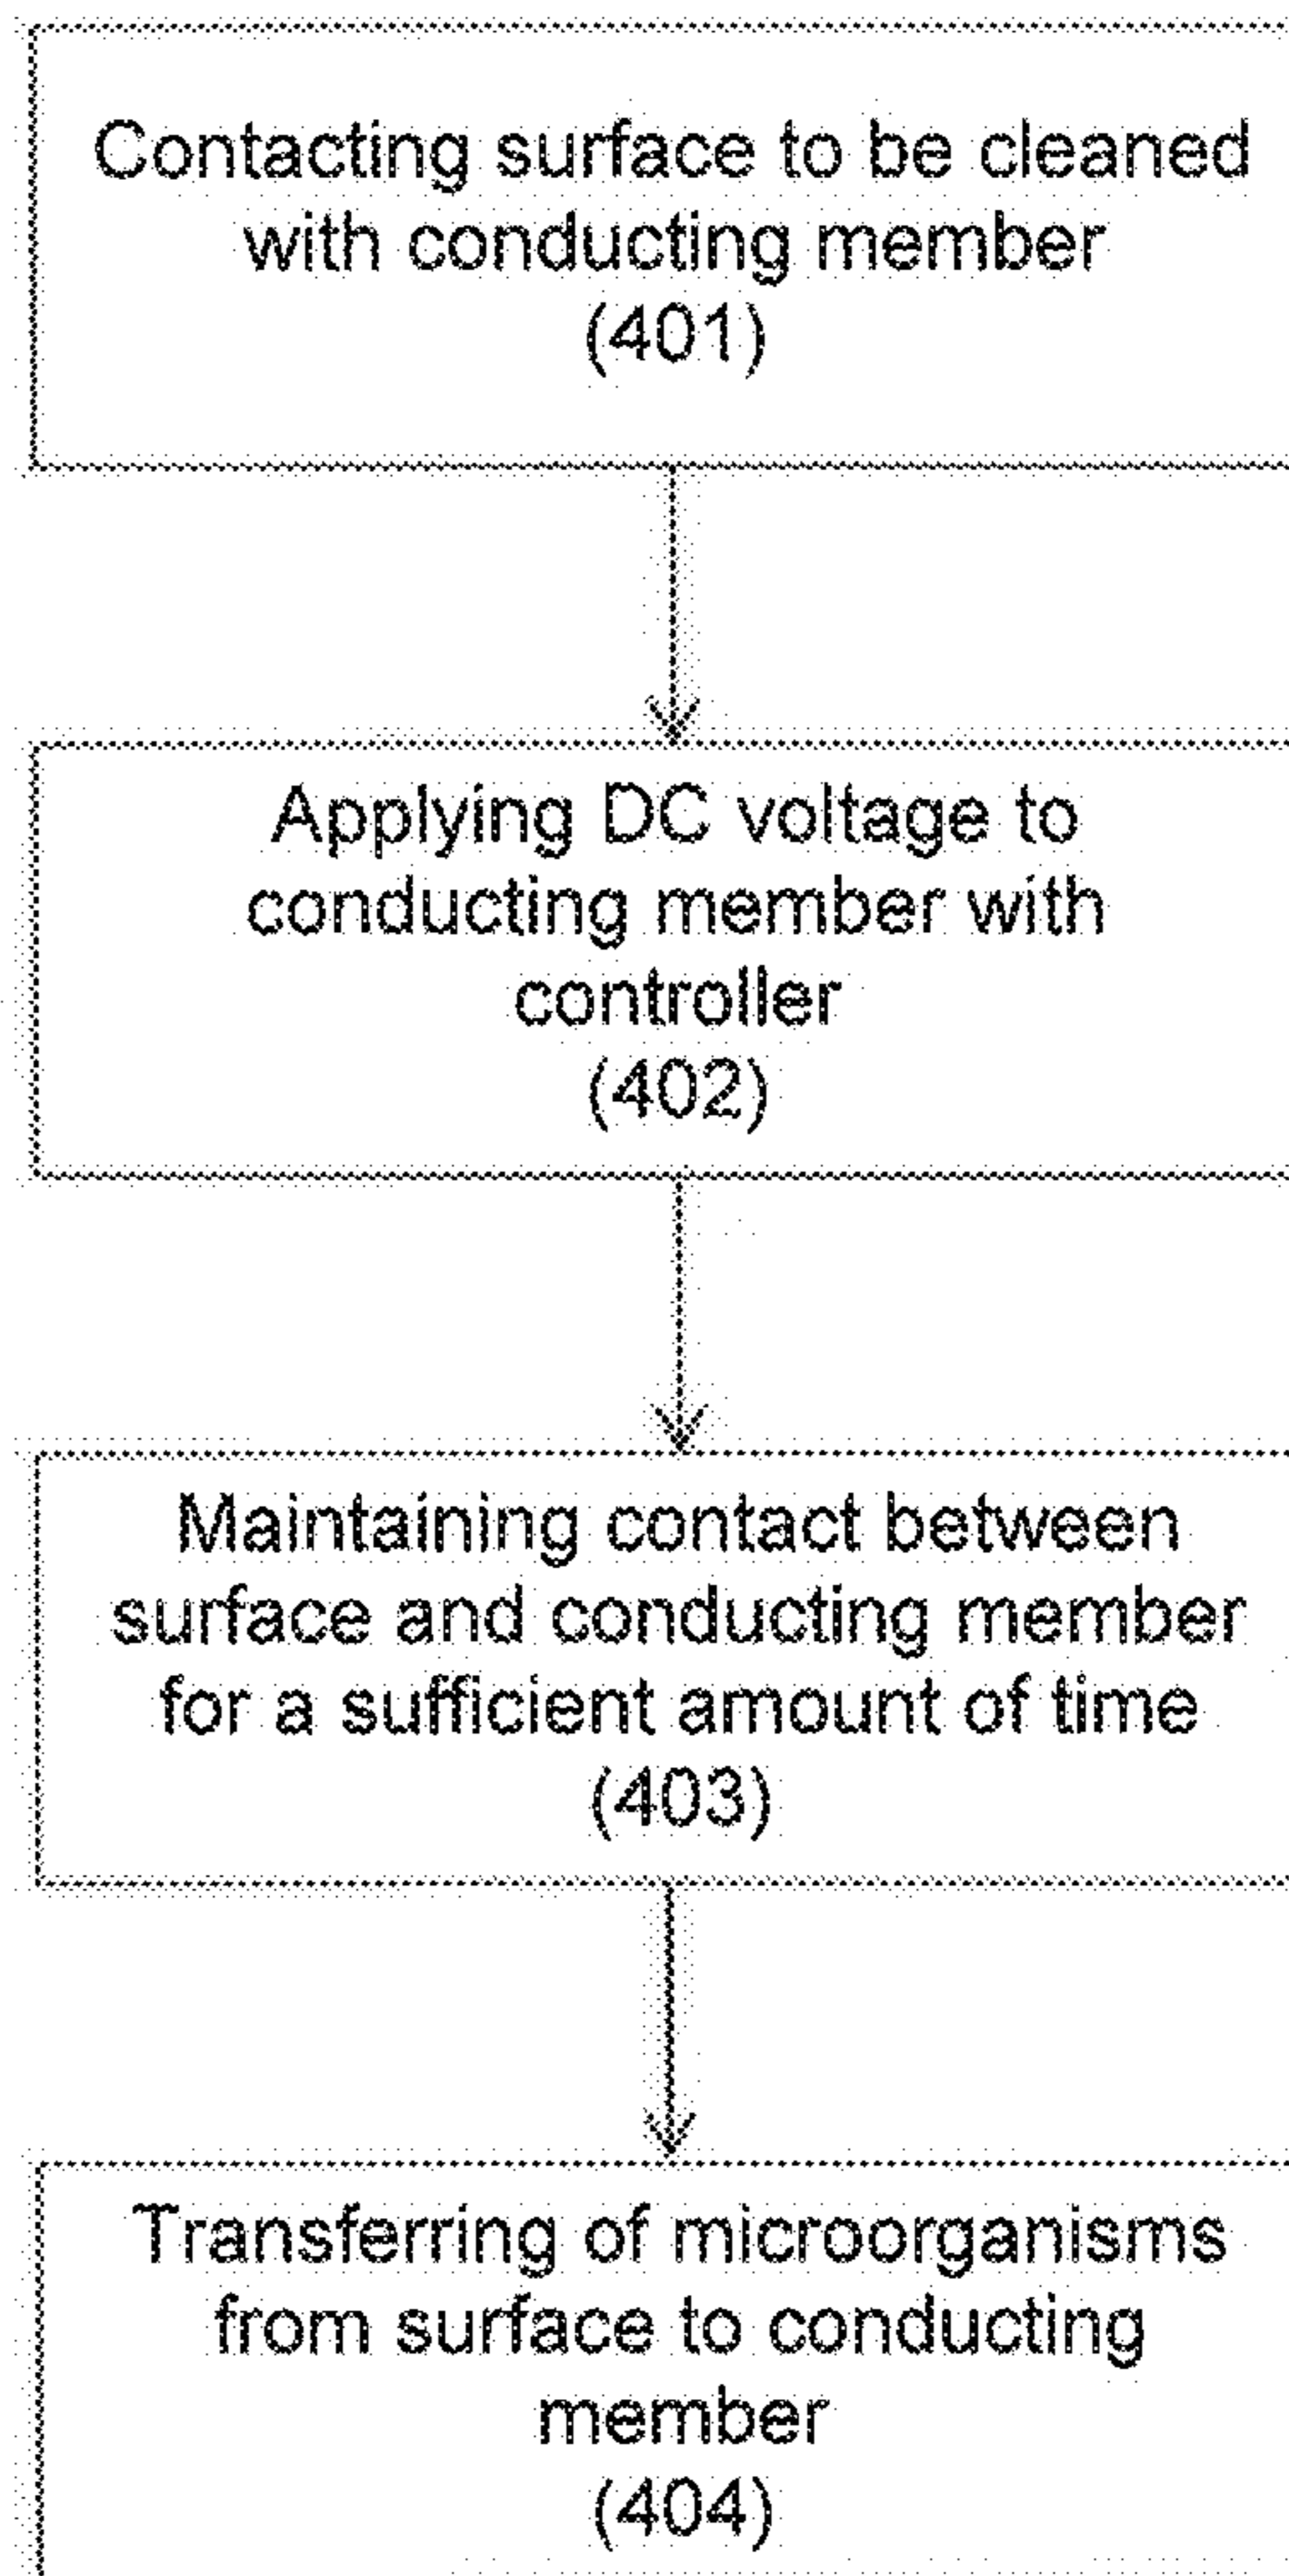 Contacting surface to be cleaned
with conducting member
(401)
Applying DC voltage to
conducting member with
controller
(402)
Maintaining contact between
surface and conducting member
for a sufficient amount of time
(403)
Transferring of microorganisms
from surface to conducting
member
(404)